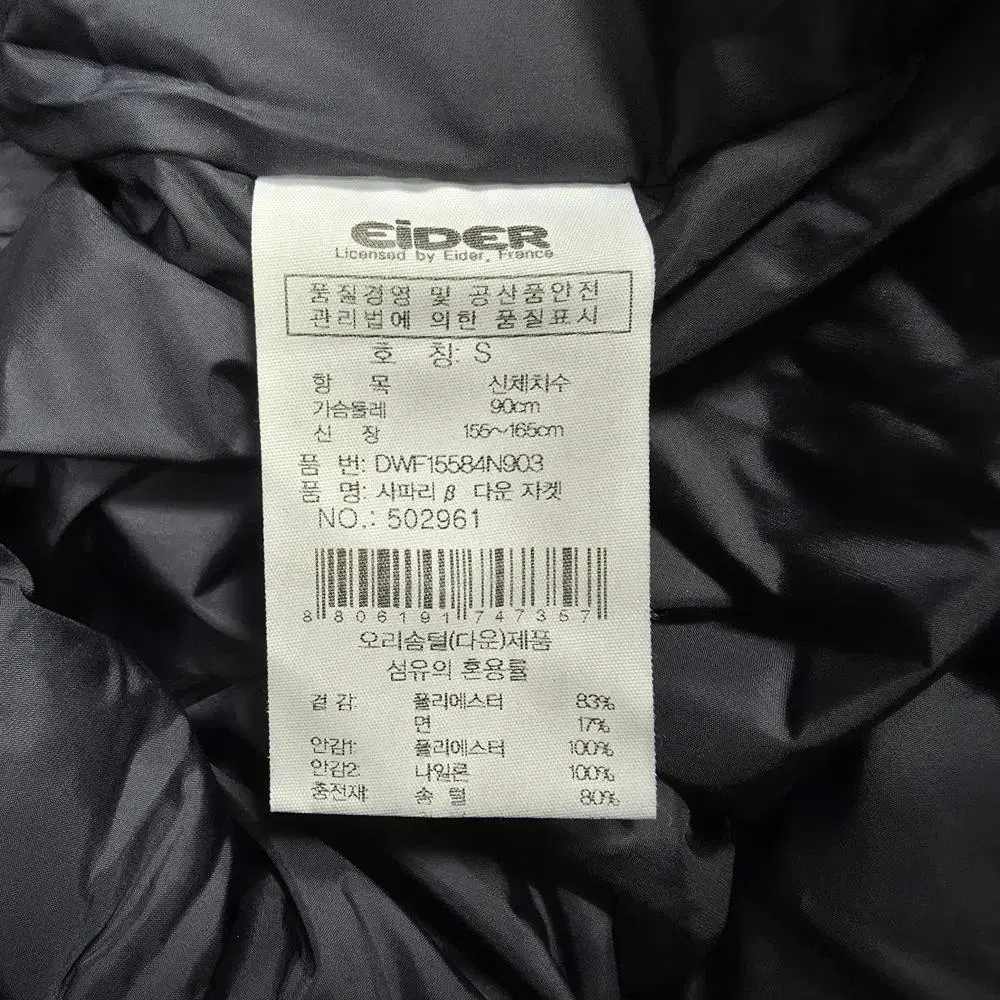 EiDER
Licensed by Eider, France
품질경영 및 공산품안전
관리법에 의한 품질표시
호 칭: S
항 목 신체치수
가슴둘레 90cm
신 장 155~165cm
품 번: DWF15584N903
품 명: 사파리 β 다운 자켓
NO.: 502961
8 806191 747357
오리솜털(다운)제품
섬유의 혼용률
겉감: 폴리에스터 83%
면 17%
안감1: 폴리에스터 100%
안감2: 나일론 100%
충전재: 솜 털 80%